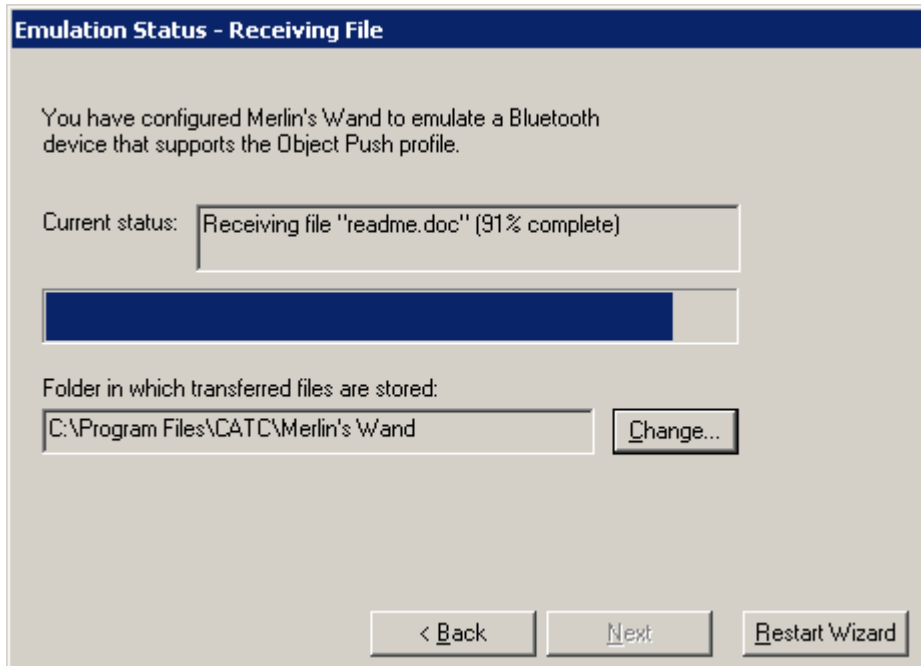 Emulation Status - Receiving File
You have configured Merlin's Wand to emulate a Bluetooth
device that supports the Object Push profile.
Current status: Receiving file "readme.doc" (91% complete)
Folder in which transferred files are stored:
C:\Program Files\CATC\Merlin's Wand Change...
< Back Next Restart Wizard